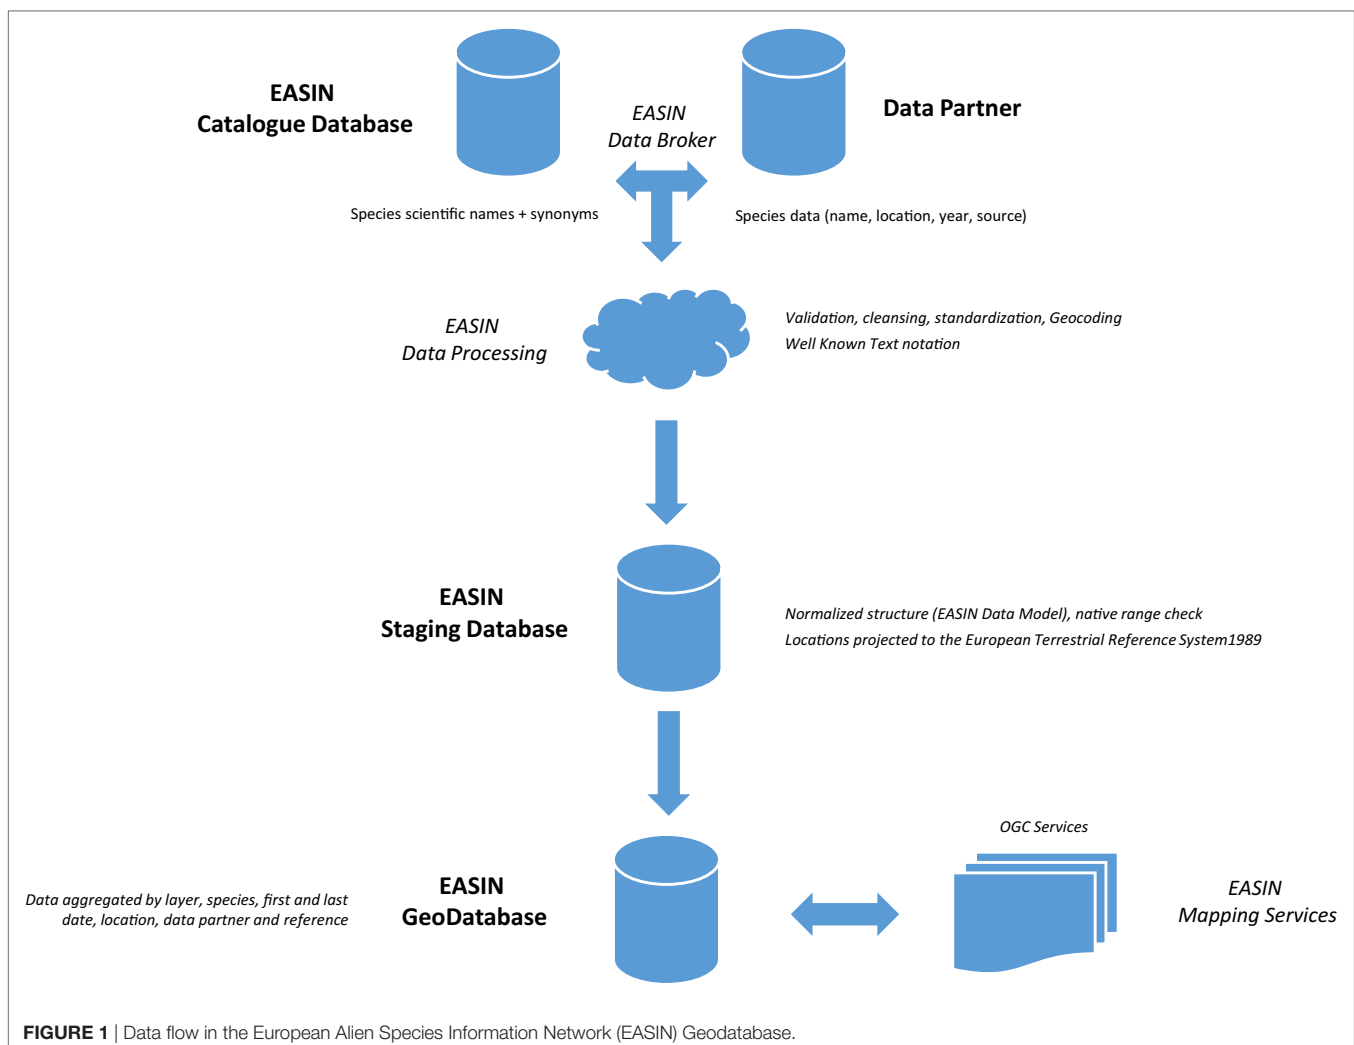 EASIN
Catalogue Database
EASIN
Data Broker
Data Partner
Species scientific names + synonyms
Species data (name, location, year, source)
EASIN
Data Processing
Validation, cleansing, standardization, Geocoding
Well Known Text notation
EASIN
Staging Database
Normalized structure (EASIN Data Model), native range check
Locations projected to the European Terrestrial Reference System1989
Data aggregated by layer, species, first and last
date, location, data partner and reference
EASIN
GeoDatabase
OGC Services
EASIN
Mapping Services
FIGURE 1 | Data flow in the European Alien Species Information Network (EASIN) Geodatabase.